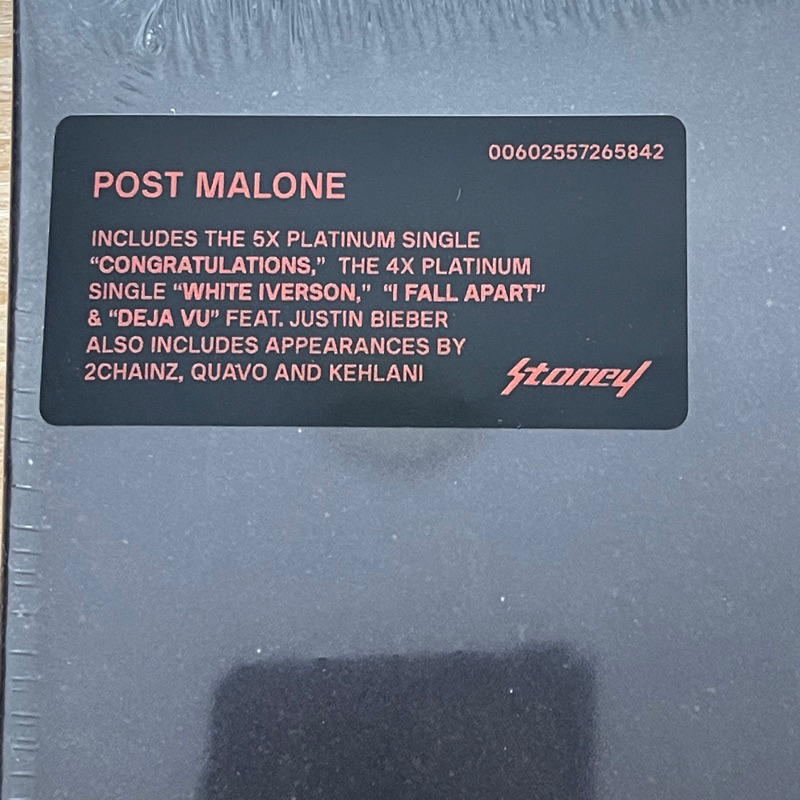 00602557265842
POST MALONE
INCLUDES THE 5X PLATINUM SINGLE
“CONGRATULATIONS,” THE 4X PLATINUM
SINGLE “WHITE IVERSON,” “I FALL APART”
& “DEJA VU” FEAT. JUSTIN BIEBER
ALSO INCLUDES APPEARANCES BY
2CHAINZ, QUAVO AND KEHLANI
Stoney